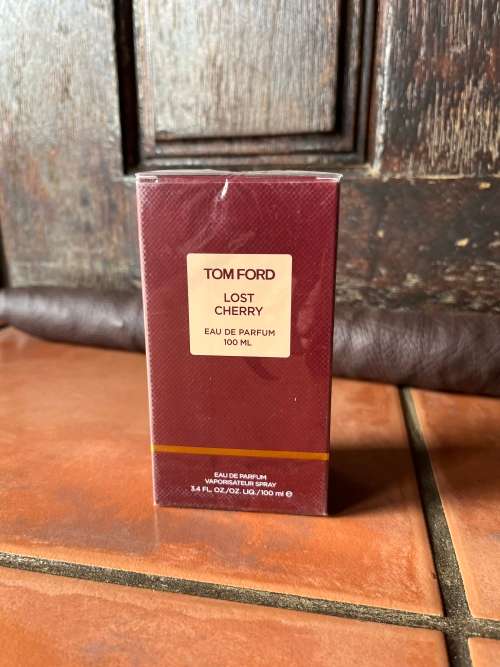 TOM FORD
LOST
CHERRY
EAU DE PARFUM
100 ML
EAU DE PARFUM
VAPORISATEUR SPRAY
3.4 FL. OZ./OZ. LIQ./100 ml ℮